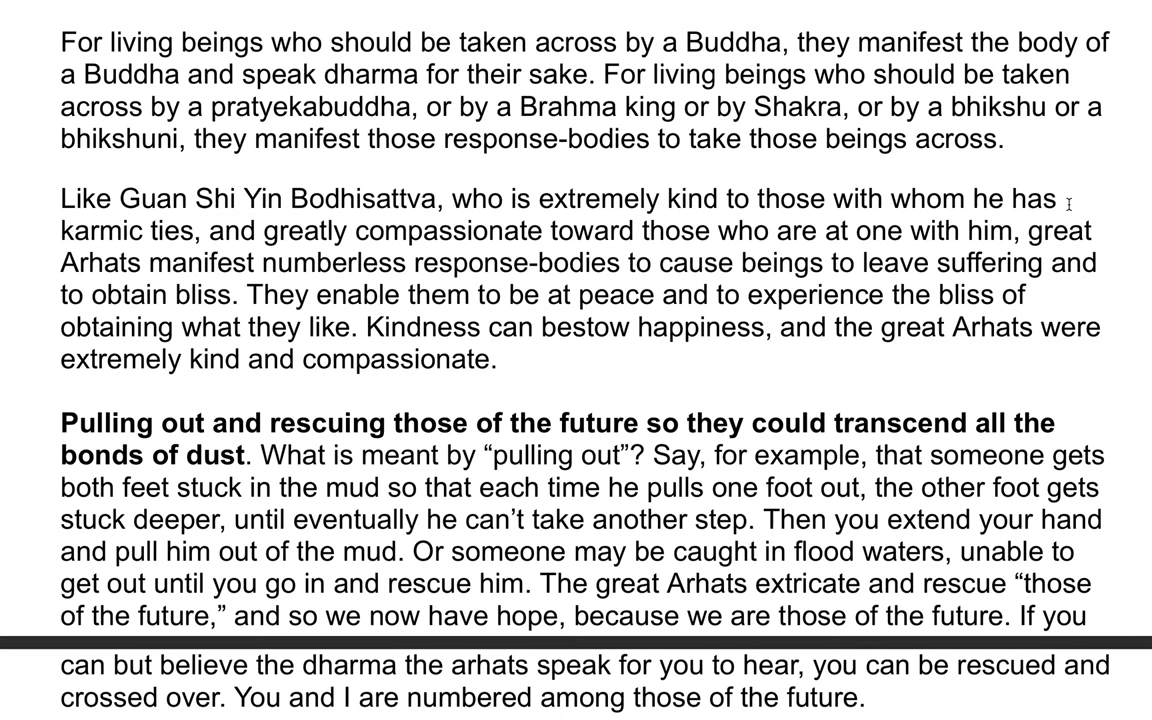 For living beings who should be taken across by a Buddha, they manifest the body of
a Buddha and speak dharma for their sake. For living beings who should be taken
across by a pratyekabuddha, or by a Brahma king or by Shakra, or by a bhikshu or a
bhikshuni, they manifest those response-bodies to take those beings across.
Like Guan Shi Yin Bodhisattva, who is extremely kind to those with whom he has
karmic ties, and greatly compassionate toward those who are at one with him, great
Arhats manifest numberless response-bodies to cause beings to leave suffering and
to obtain bliss. They enable them to be at peace and to experience the bliss of
obtaining what they like. Kindness can bestow happiness, and the great Arhats were
extremely kind and compassionate.
Pulling out and rescuing those of the future so they could transcend all the
bonds of dust. What is meant by “pulling out”? Say, for example, that someone gets
both feet stuck in the mud so that each time he pulls one foot out, the other foot gets
stuck deeper, until eventually he can’t take another step. Then you extend your hand
and pull him out of the mud. Or someone may be caught in flood waters, unable to
get out until you go in and rescue him. The great Arhats extricate and rescue “those
of the future,” and so we now have hope, because we are those of the future. If you
can but believe the dharma the arhats speak for you to hear, you can be rescued and
crossed over. You and I are numbered among those of the future.